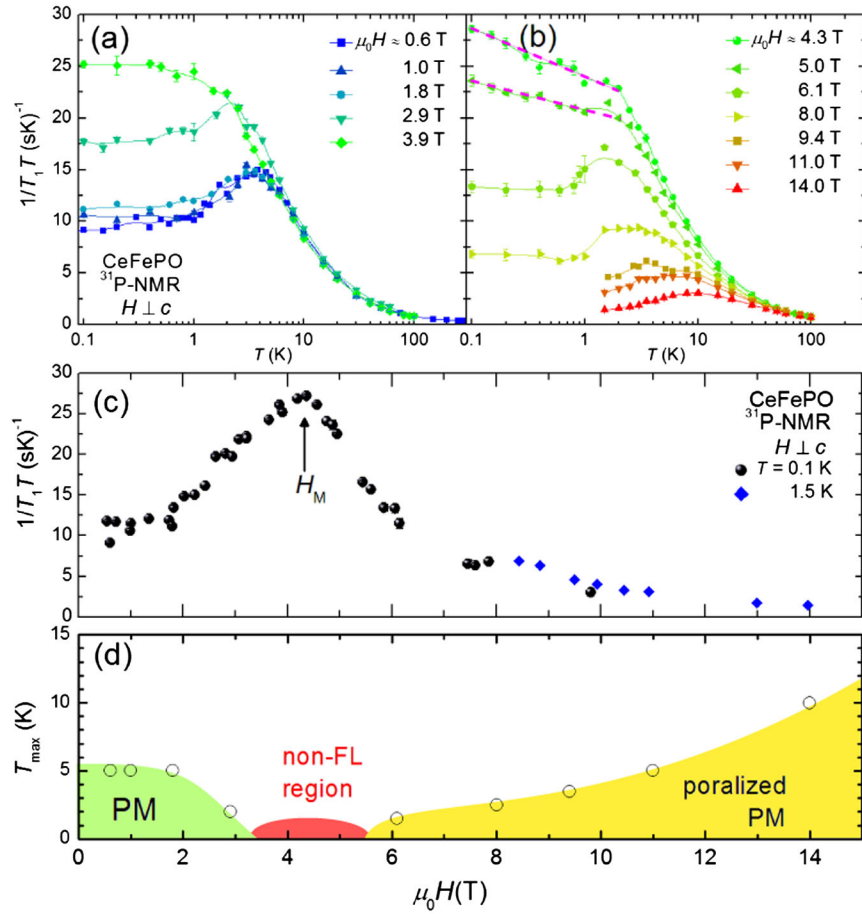 (a)
μ₀H ≈ 0.6 T
1.0 T
1.8 T
2.9 T
3.9 T
CeFePO
³¹P-NMR
H ⊥ c
1/T₁T (sK)⁻¹
30
25
20
15
10
5
0
0.1
1
10
100
T (K)
(b)
μ₀H ≈ 4.3 T
5.0 T
6.1 T
8.0 T
9.4 T
11.0 T
14.0 T
0.1
1
10
100
T (K)
(c)
CeFePO
³¹P-NMR
H ⊥ c
T = 0.1 K
1.5 K
H_M
1/T₁T (sK)⁻¹
30
25
20
15
10
5
0
(d)
PM
non-FL
region
poralized
PM
T_max (K)
15
10
5
0
0 2 4 6 8 10 12 14
μ₀H(T)